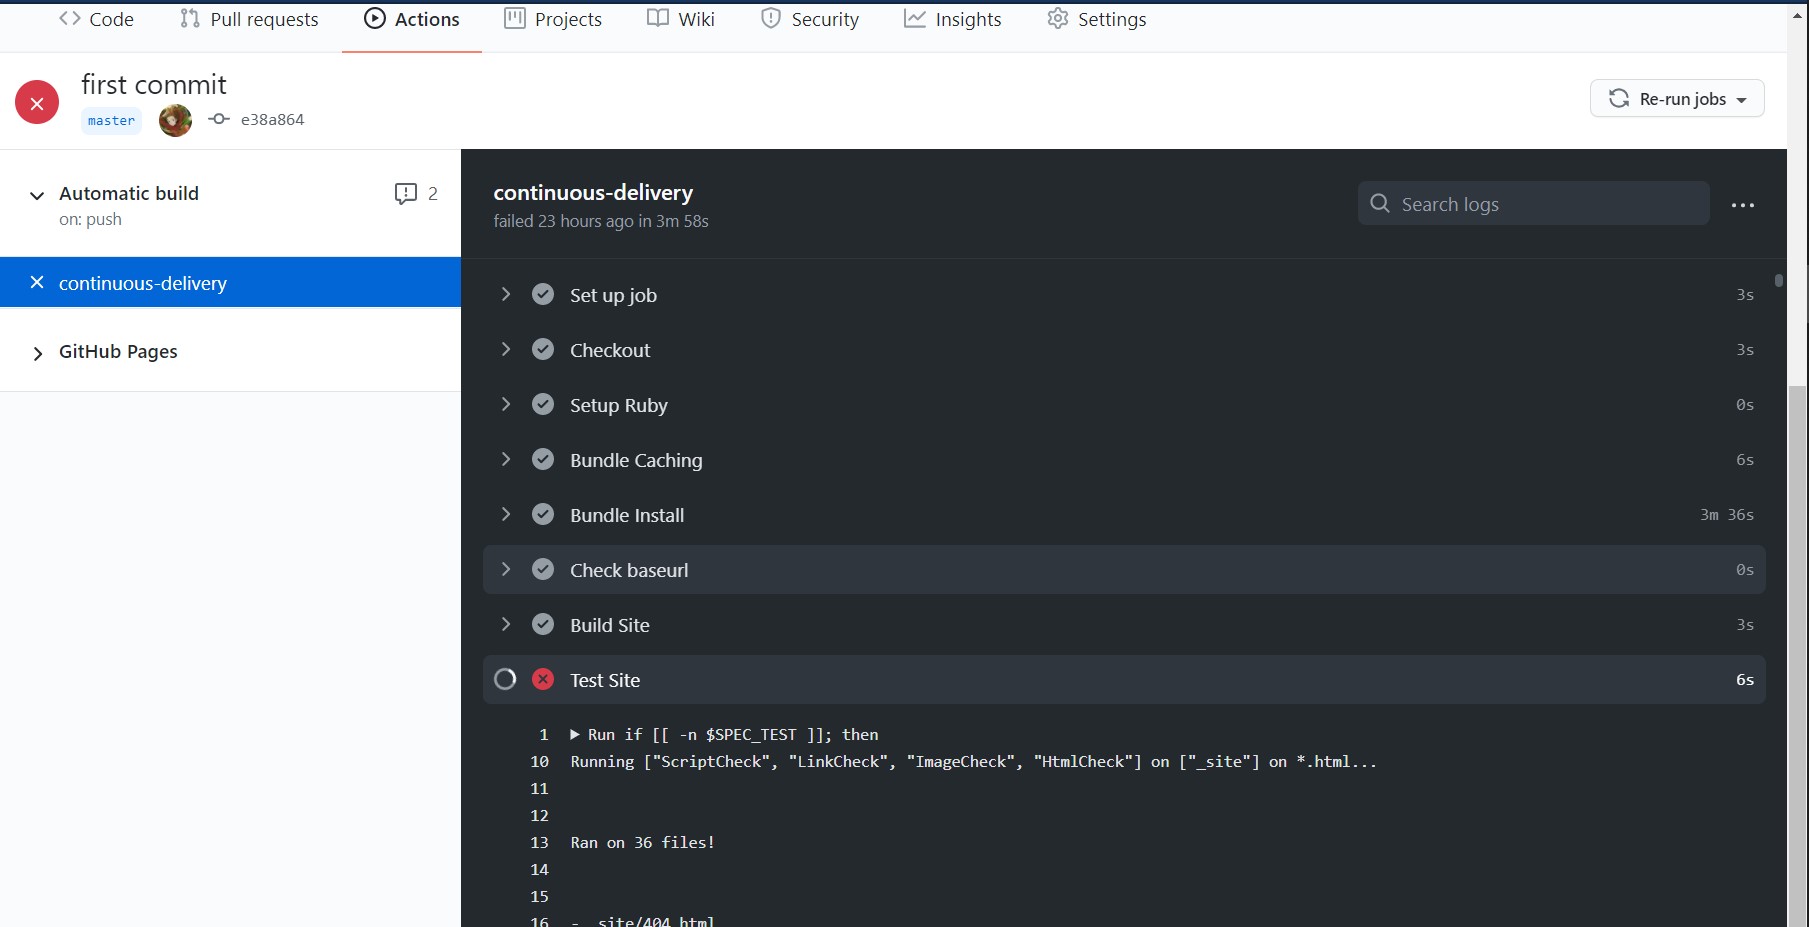 Code Pull requests Actions Projects Wiki Security Insights Settings
first commit
master e38a864
Re-run jobs
Automatic build 2
on: push
continuous-delivery
GitHub Pages
continuous-delivery
failed 23 hours ago in 3m 58s
Search logs
Set up job 3s
Checkout 3s
Setup Ruby 0s
Bundle Caching 6s
Bundle Install 3m 36s
Check baseurl 0s
Build Site 3s
Test Site 6s
1 Run if [[ -n $SPEC_TEST ]]; then
10 Running ["ScriptCheck", "LinkCheck", "ImageCheck", "HtmlCheck"] on ["_site"] on *.html...
11
12
13 Ran on 36 files!
14
15
16 - _site/404.html